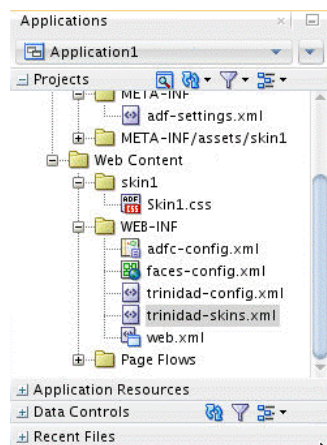 Applications
Application1
Projects
META-INF
adf-settings.xml
META-INF/assets/skin1
Web Content
skin1
ADF
CSS
Skin1.css
WEB-INF
adfc-config.xml
faces-config.xml
trinidad-config.xml
trinidad-skins.xml
web.xml
Page Flows
Application Resources
Data Controls
Recent Files